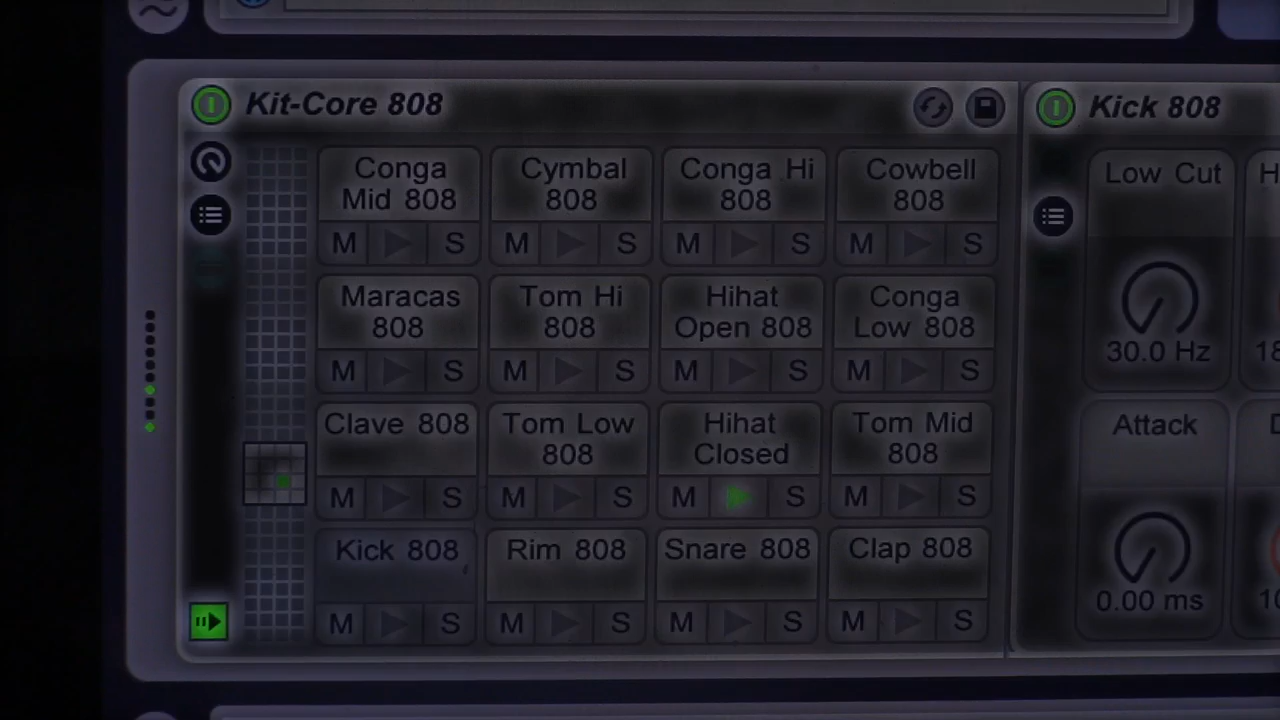 Kit-Core 808
Kick 808
Conga Mid 808
Cymbal 808
Conga Hi 808
Cowbell 808
M S M S M S M S
Maracas 808
Tom Hi 808
Hihat Open 808
Conga Low 808
M S M S M S M S
Clave 808
Tom Low 808
Hihat Closed
Tom Mid 808
M S M S M S M S
Kick 808
Rim 808
Snare 808
Clap 808
M S M S M S M S
Low Cut
30.0 Hz
Attack
0.00 ms